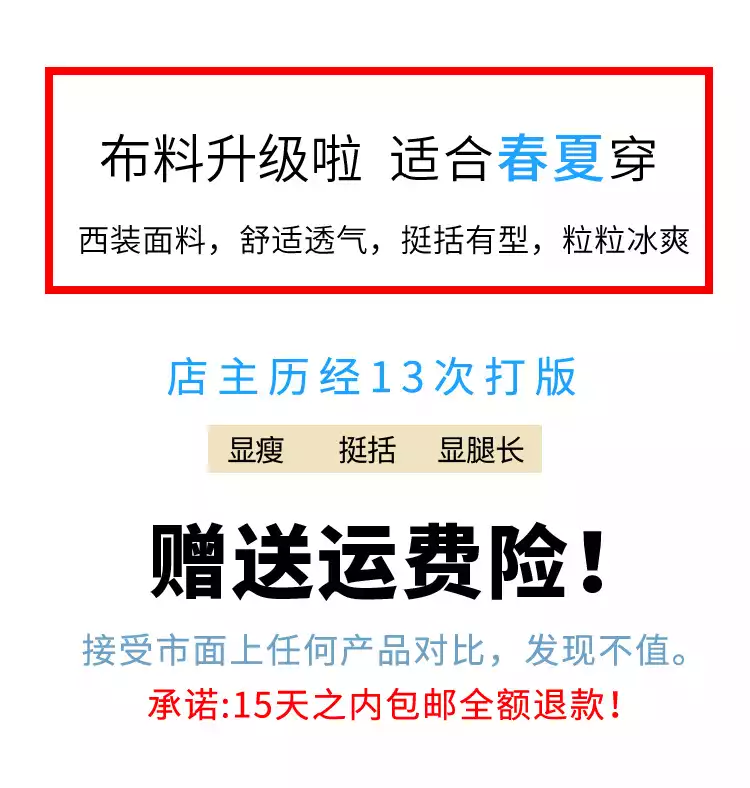 布料升级啦 适合春夏穿
西装面料，舒适透气，挺括有型，粒粒冰爽
店主历经13次打版
显瘦 挺括 显腿长
赠送运费险！
接受市面上任何产品对比，发现不值。
承诺:15天之内包邮全额退款！